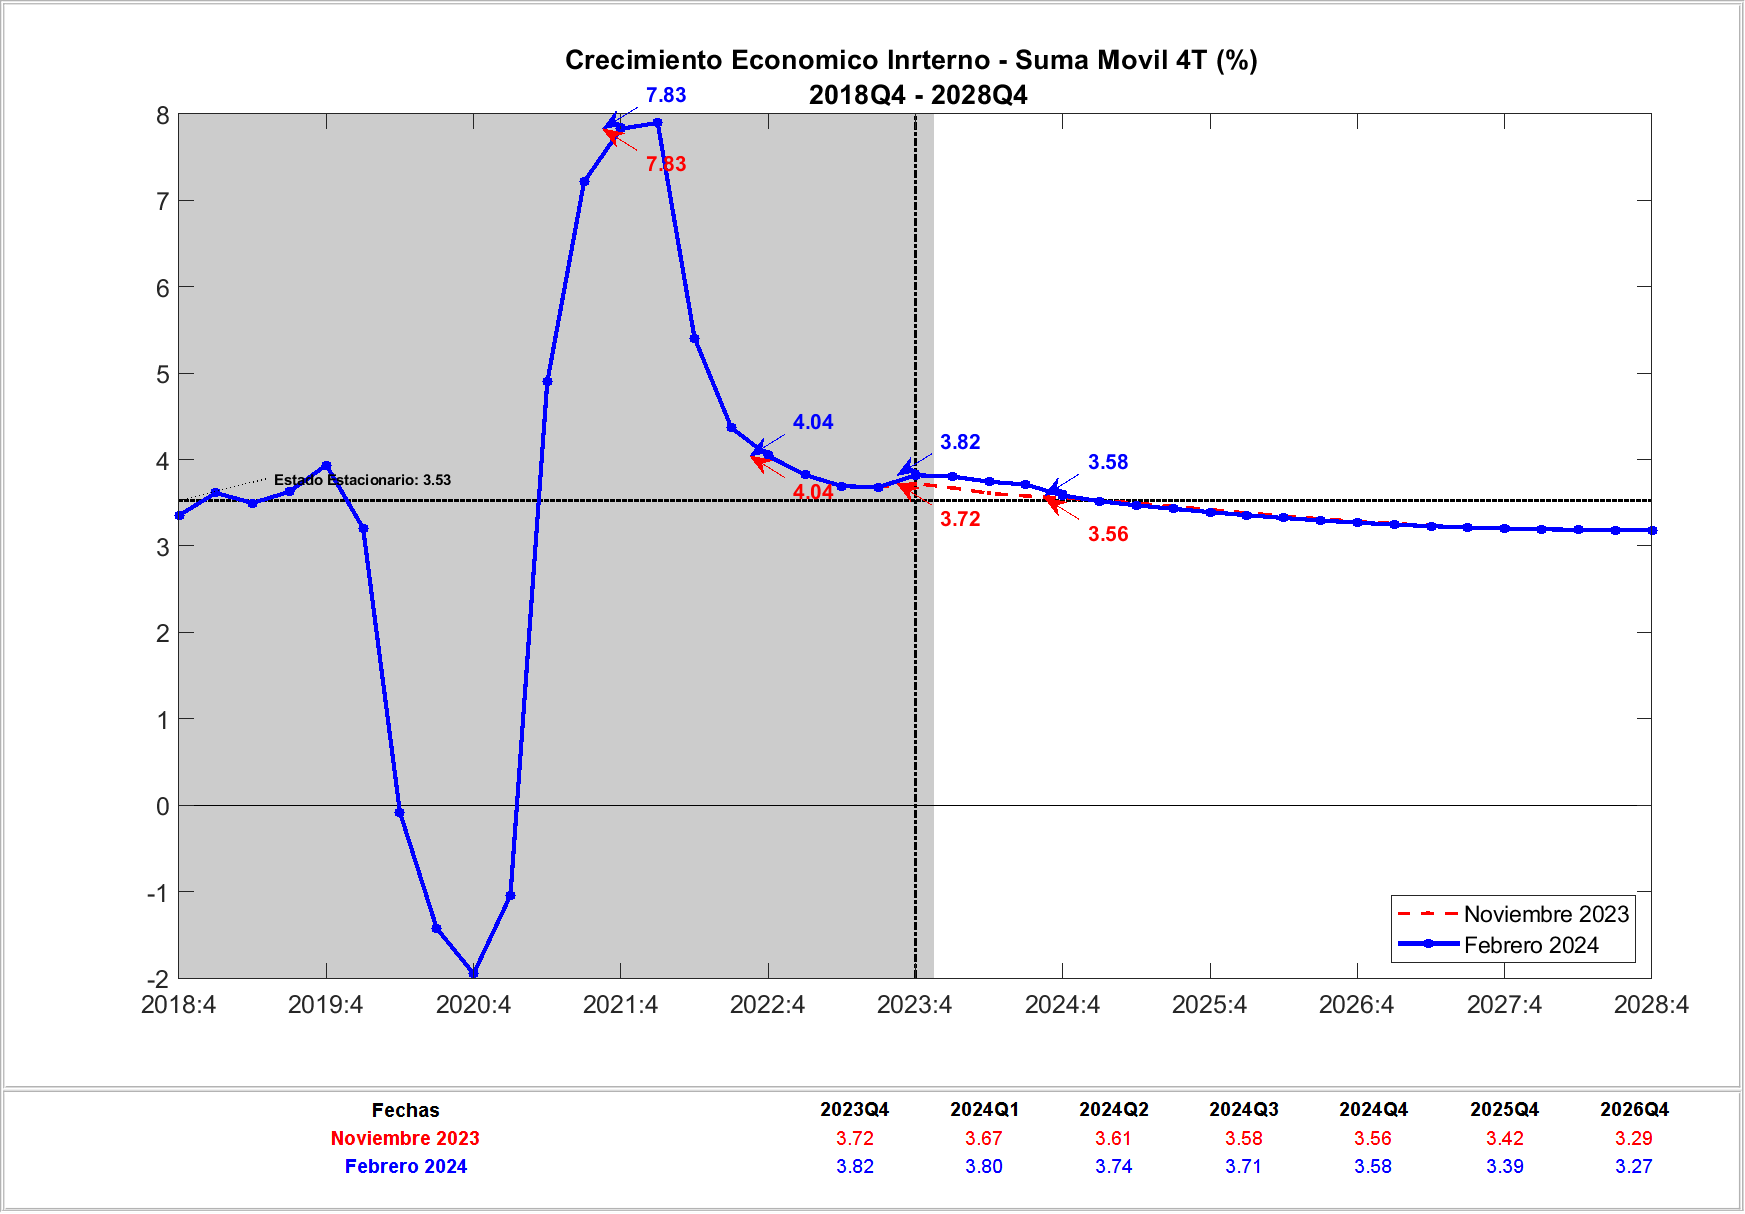 Crecimiento Economico Inrterno - Suma Movil 4T (%)
2018Q4 - 2028Q4
8
7
6
5
4
3
2
1
0
-1
-2
7.83
7.83
4.04
4.04
3.82
3.72
3.58
3.56
Estado Estacionario: 3.53
Noviembre 2023
Febrero 2024
2018:4 2019:4 2020:4 2021:4 2022:4 2023:4 2024:4 2025:4 2026:4 2027:4 2028:4
Fechas 2023Q4 2024Q1 2024Q2 2024Q3 2024Q4 2025Q4 2026Q4
Noviembre 2023 3.72 3.67 3.61 3.58 3.56 3.42 3.29
Febrero 2024 3.82 3.80 3.74 3.71 3.58 3.39 3.27